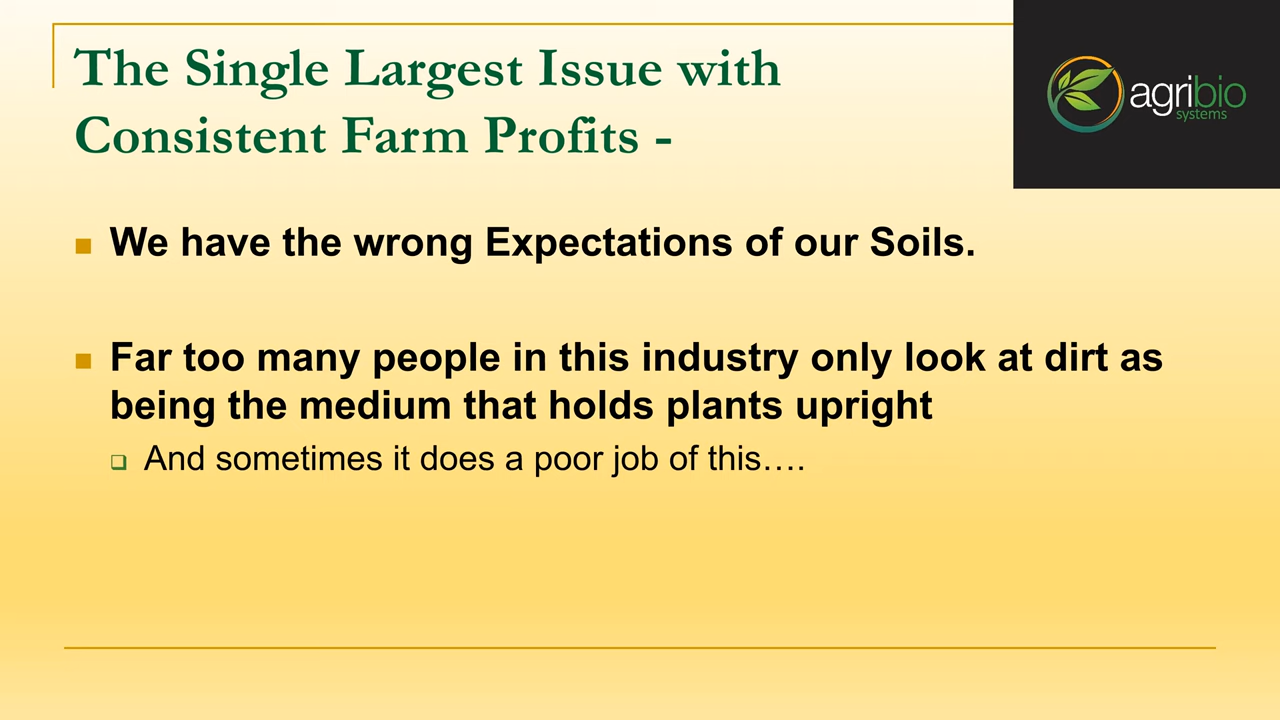 The Single Largest Issue with
Consistent Farm Profits -
agribio
systems
We have the wrong Expectations of our Soils.
Far too many people in this industry only look at dirt as
being the medium that holds plants upright
And sometimes it does a poor job of this….